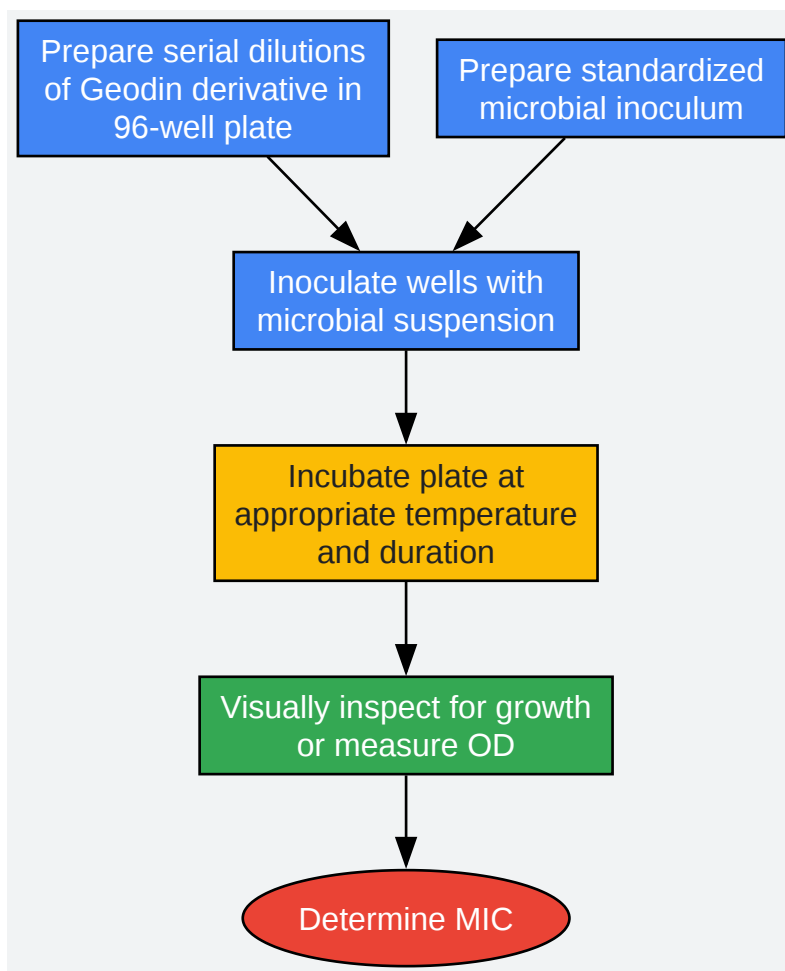 Prepare serial dilutions
of Geodin derivative in
96-well plate
Prepare standardized
microbial inoculum
Inoculate wells with
microbial suspension
Incubate plate at
appropriate temperature
and duration
Visually inspect for growth
or measure OD
Determine MIC